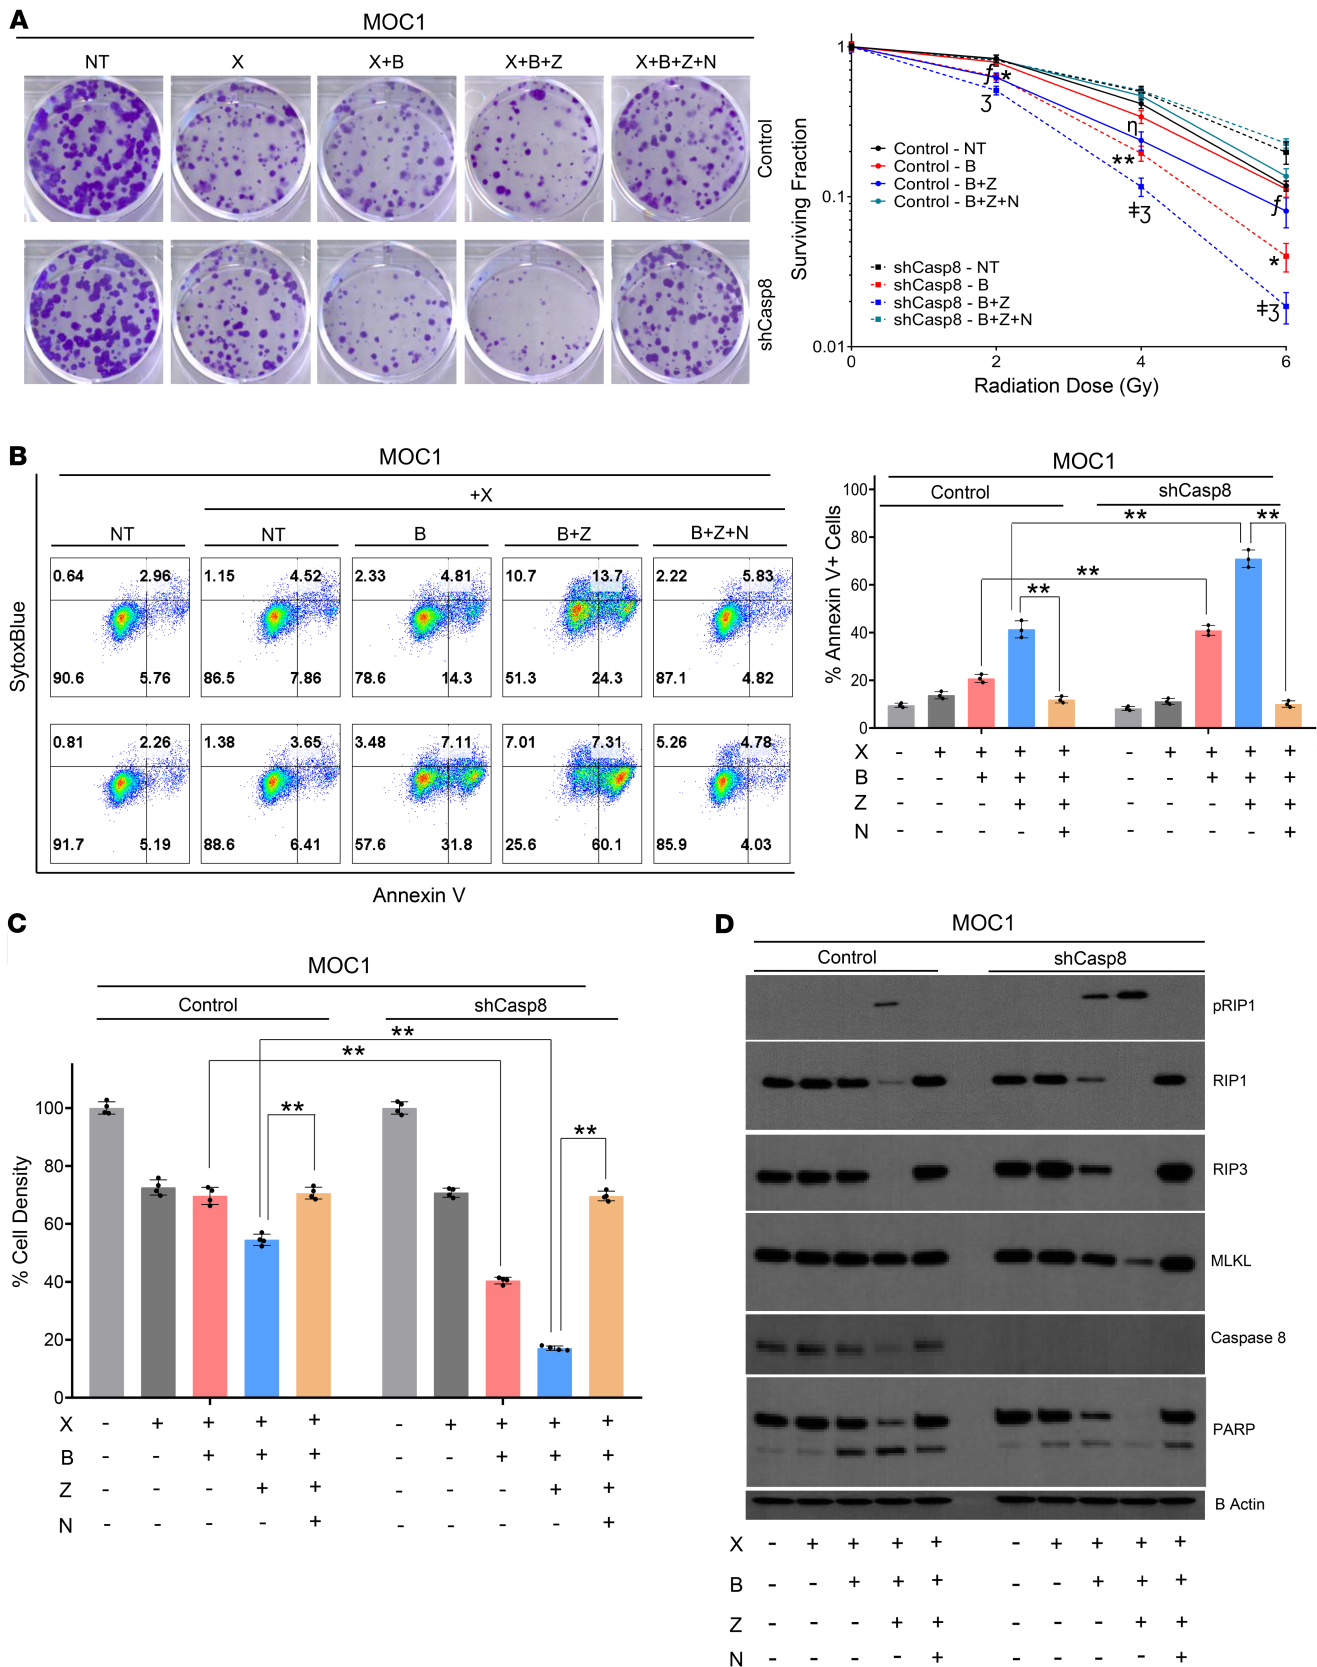 A
MOC1
NT X X+B X+B+Z X+B+Z+N
Control
shCasp8
Surviving Fraction
1
0.1
0.01
ƒ *
ʒ
n
**
ǂʒ
ƒ
*
ǂʒ
Control - NT
Control - B
Control - B+Z
Control - B+Z+N
shCasp8 - NT
shCasp8 - B
shCasp8 - B+Z
shCasp8 - B+Z+N
0 2 4 6
Radiation Dose (Gy)
B
MOC1
+X
NT NT B B+Z B+Z+N
SytoxBlue
0.64 2.96 1.15 4.52 2.33 4.81 10.7 13.7 2.22 5.83
90.6 5.76 86.5 7.86 78.6 14.3 51.3 24.3 87.1 4.82
0.81 2.26 1.38 3.65 3.48 7.11 7.01 7.31 5.26 4.78
91.7 5.19 88.6 6.41 57.6 31.8 25.6 60.1 85.9 4.03
Annexin V
MOC1
Control shCasp8
% Annexin V+ Cells
100
80
60
40
20
0
** **
**
**
X - + + + + - + + + +
B - - + + + - - + + +
Z - - - + + - - - + +
N - - - - + - - - - +
C
MOC1
Control shCasp8
% Cell Density
100
80
60
40
20
0
**
**
**
**
X - + + + + - + + + +
B - - + + + - - + + +
Z - - - + + - - - + +
N - - - - + - - - - +
D
MOC1
Control shCasp8
pRIP1
RIP1
RIP3
MLKL
Caspase 8
PARP
B Actin
X - + + + + - + + + +
B - - + + + - - + + +
Z - - - + + - - - + +
N - - - - + - - - - +